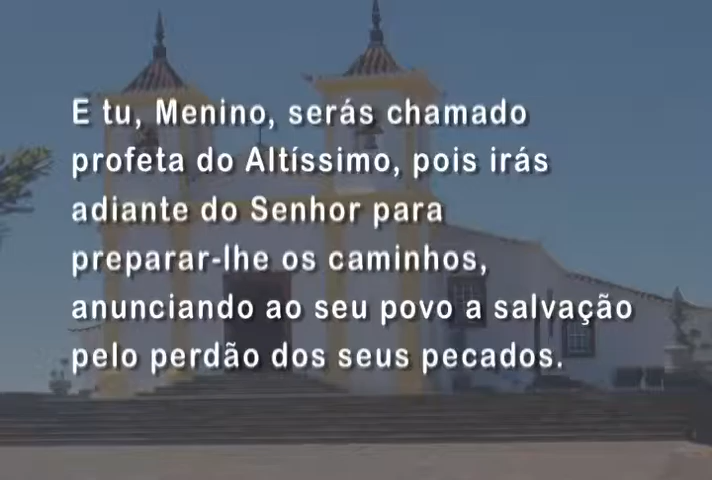 E tu, Menino, serás chamado
profeta do Altíssimo, pois irás
adiante do Senhor para
preparar-lhe os caminhos,
anunciando ao seu povo a salvação
pelo perdão dos seus pecados.